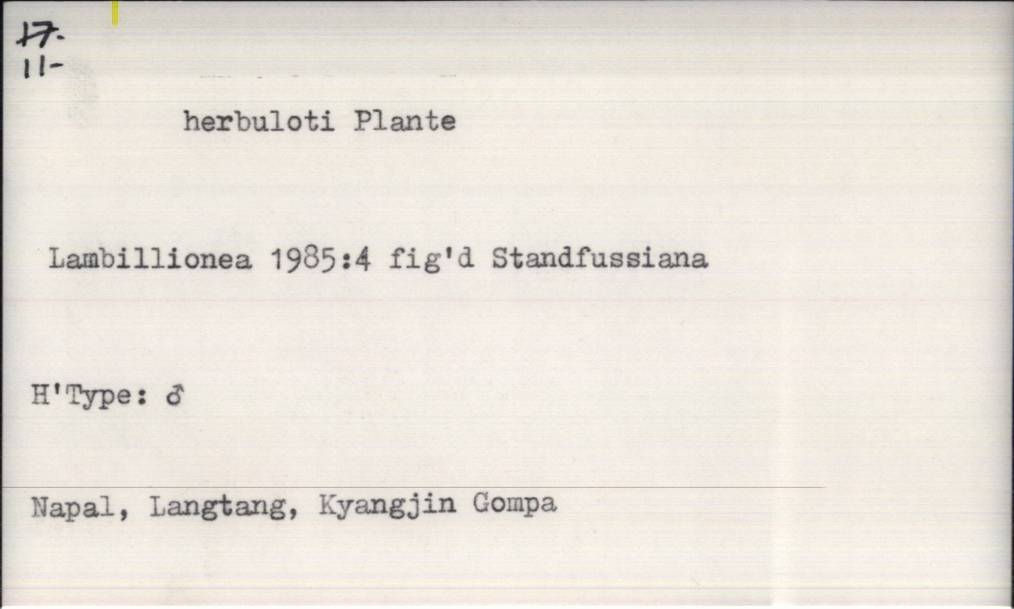 17.
11-
herbuloti Plante
Lambillionea 1985:4 fig'd Standfussiana
H'Type: ♂
Napal, Langtang, Kyangjin Gompa